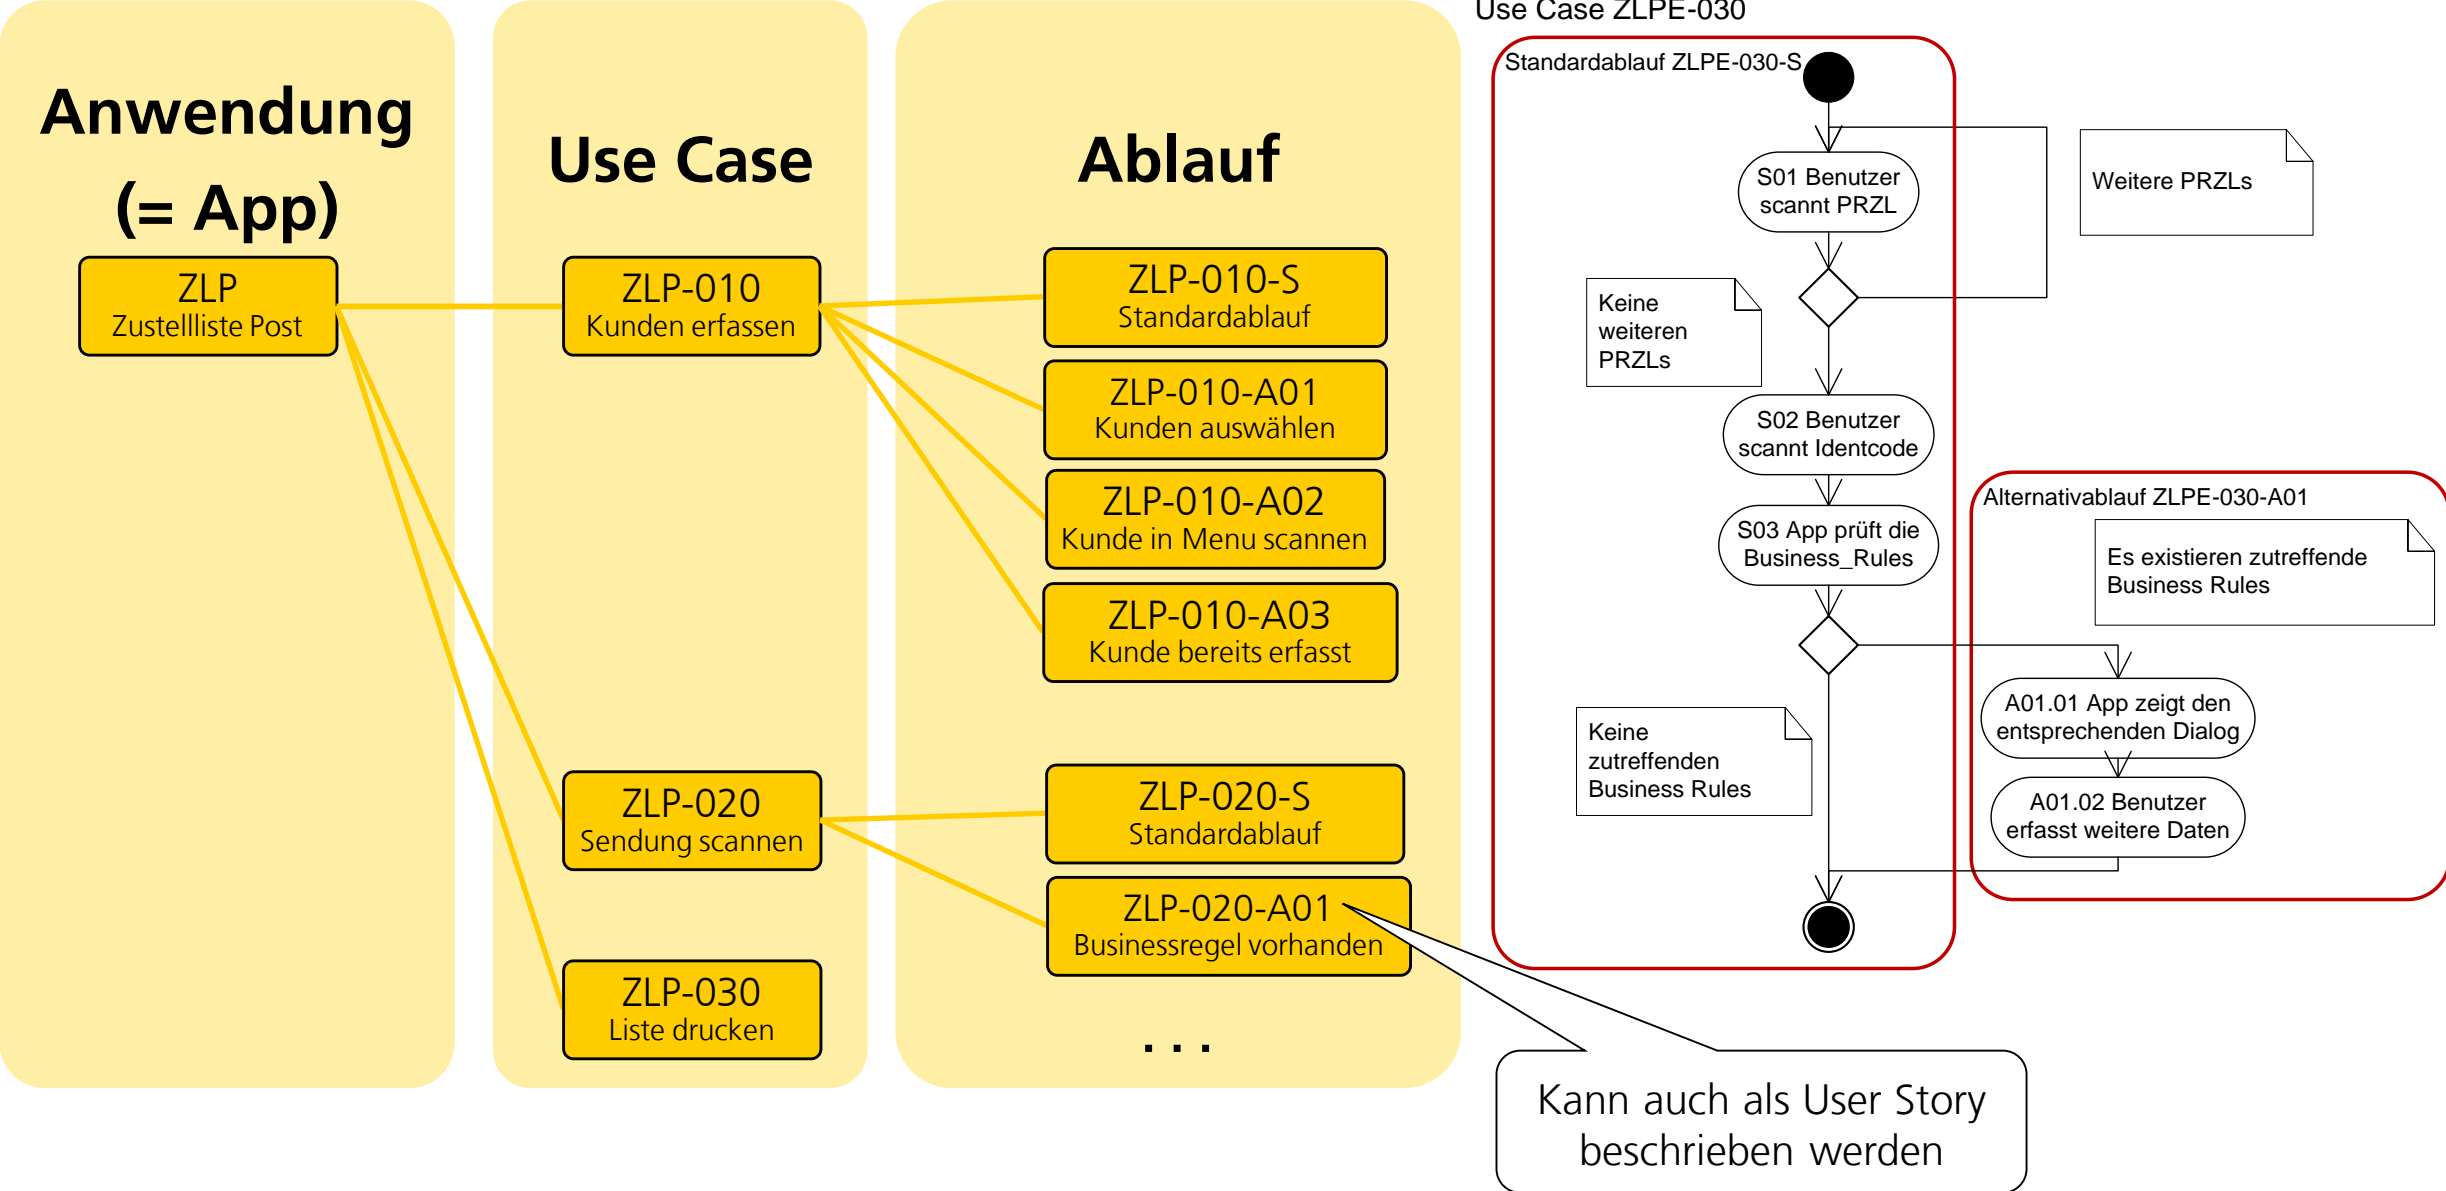 Anwendung
(= App)
ZLP
Zustellliste Post
Use Case
ZLP-010
Kunden erfassen
ZLP-020
Sendung scannen
ZLP-030
Liste drucken
Ablauf
ZLP-010-S
Standardablauf
ZLP-010-A01
Kunden auswählen
ZLP-010-A02
Kunde in Menu scannen
ZLP-010-A03
Kunde bereits erfasst
ZLP-020-S
Standardablauf
ZLP-020-A01
Businessregel vorhanden
...
Kann auch als User Story
beschrieben werden
Use Case ZLPE-030
Standardablauf ZLPE-030-S
S01 Benutzer
scannt PRZL
Weitere PRZLs
Keine
weiteren
PRZLs
S02 Benutzer
scannt Identcode
S03 App prüft die
Business_Rules
Keine
zutreffenden
Business Rules
Alternativablauf ZLPE-030-A01
Es existieren zutreffende
Business Rules
A01.01 App zeigt den
entsprechenden Dialog
A01.02 Benutzer
erfasst weitere Daten